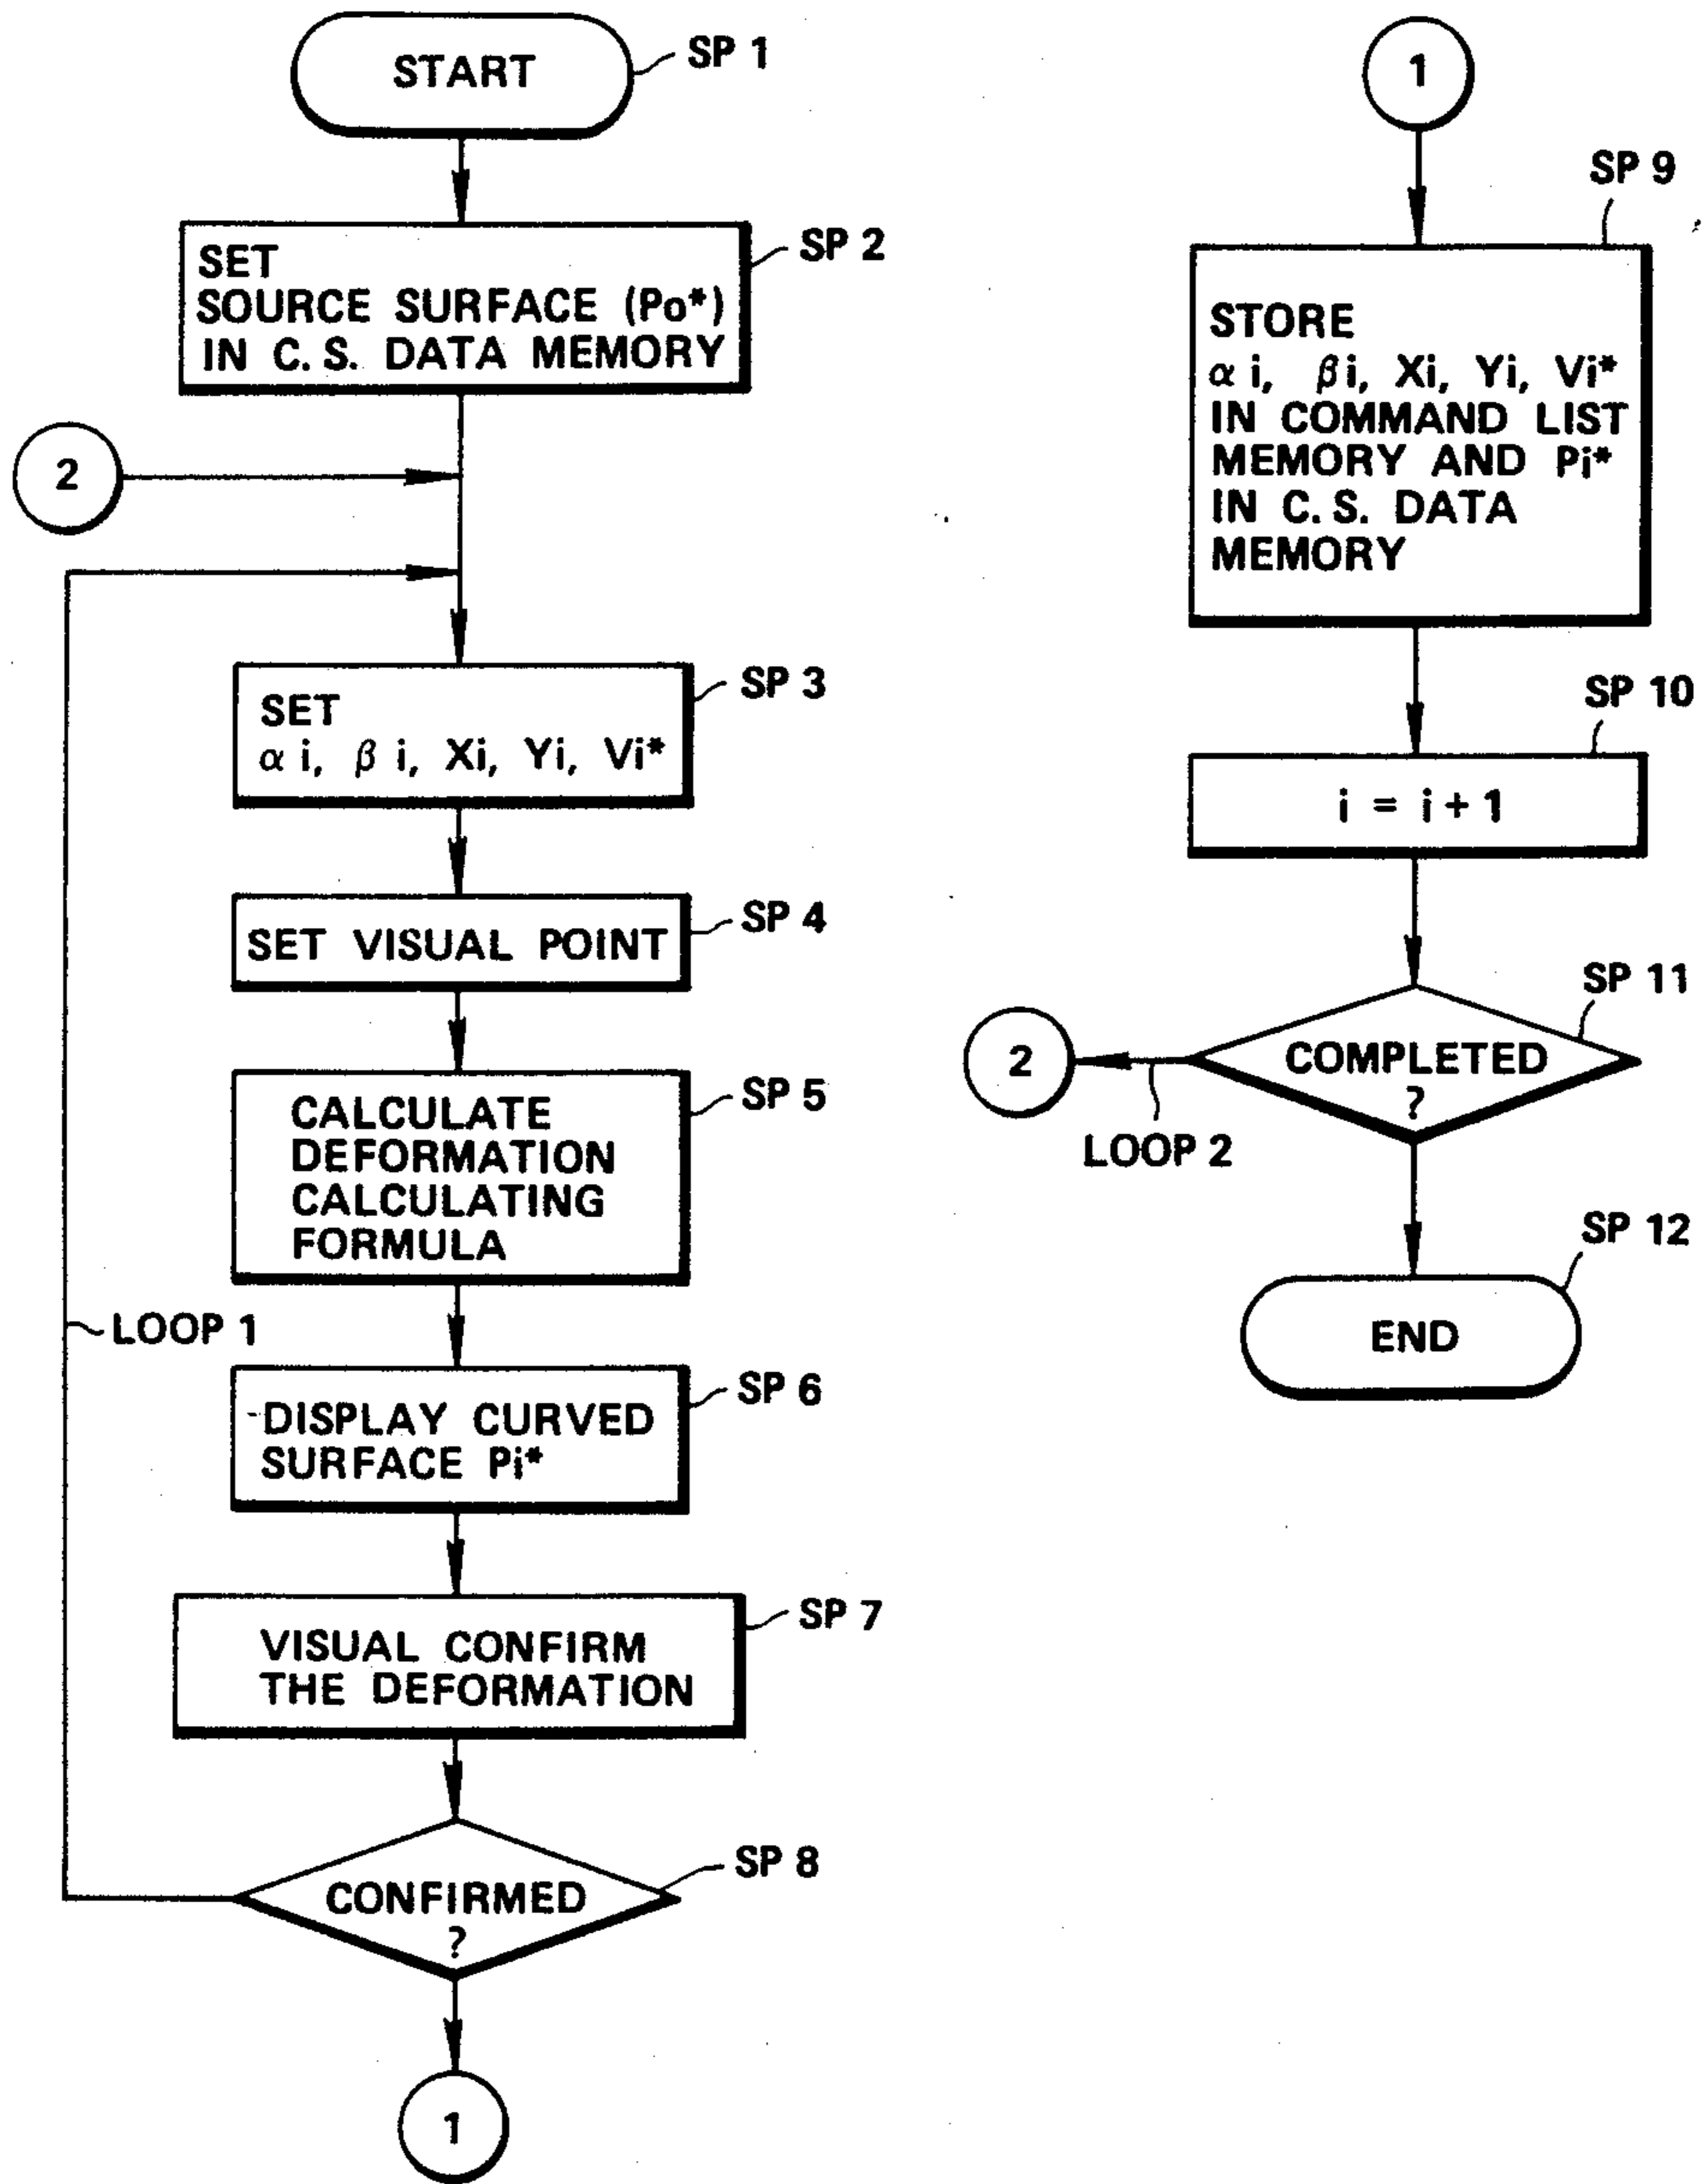 START
SP 1
SET
SOURCE SURFACE (Po*)
IN C. S. DATA MEMORY
SP 2
2
SET
α i, β i, Xi, Yi, Vi*
SP 3
SET VISUAL POINT
SP 4
CALCULATE
DEFORMATION
CALCULATING
FORMULA
SP 5
LOOP 1
DISPLAY CURVED
SURFACE Pi*
SP 6
VISUAL CONFIRM
THE DEFORMATION
SP 7
CONFIRMED
?
SP 8
1
1
SP 9
STORE
α i, β i, Xi, Yi, Vi*
IN COMMAND LIST
MEMORY AND Pi*
IN C. S. DATA
MEMORY
SP 10
i = i + 1
SP 11
COMPLETED
?
2
LOOP 2
SP 12
END